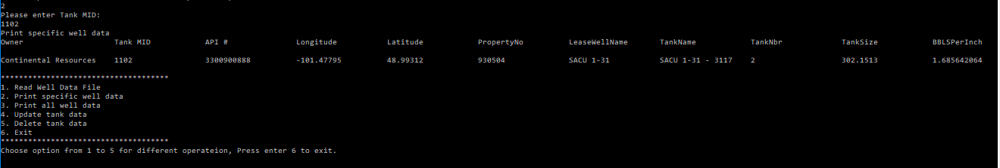 2
Please enter Tank MID:
1102
Print specific well data
Owner Tank MID API # Longitude Latitude PropertyNo LeaseWellName TankName TankNbr TankSize BBLSPerInch
Continental Resources 1102 3300900888 -101.47795 48.99312 930504 SACU 1-31 SACU 1-31 - 3117 2 302.1513 1.685642064
*************************************
1. Read Well Data File
2. Print specific well data
3. Print all well data
4. Update tank data
5. Delete tank data
6. Exit
*************************************
Choose option from 1 to 5 for different operateion, Press enter 6 to exit.